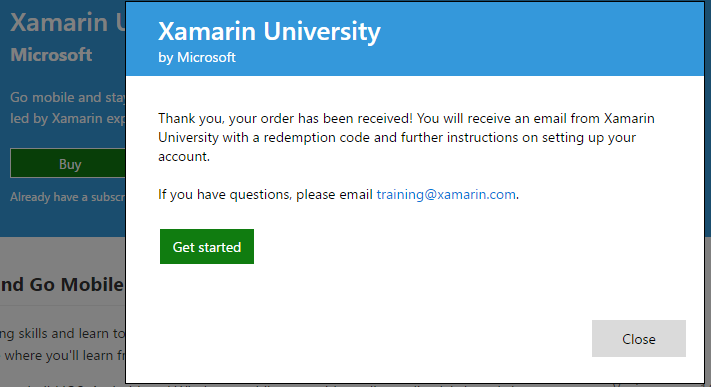 Xamarin U
Microsoft
Go mobile and stay
led by Xamarin exp
Buy
Already have a subscr
Xamarin University
by Microsoft
Thank you, your order has been received! You will receive an email from Xamarin
University with a redemption code and further instructions on setting up your
account.
If you have questions, please email training@xamarin.com.
Get started
Close
nd Go Mobile
ng skills and learn to
where you'll learn fr